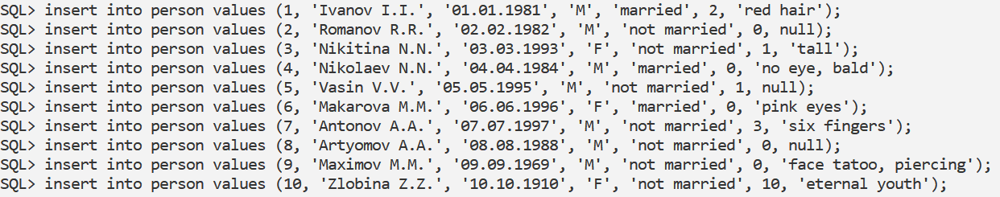 SQL> insert into person values (1, 'Ivanov I.I.', '01.01.1981', 'M', 'married', 2, 'red hair');
SQL> insert into person values (2, 'Romanov R.R.', '02.02.1982', 'M', 'not married', 0, null);
SQL> insert into person values (3, 'Nikitina N.N.', '03.03.1993', 'F', 'not married', 1, 'tall');
SQL> insert into person values (4, 'Nikolaev N.N.', '04.04.1984', 'M', 'married', 0, 'no eye, bald');
SQL> insert into person values (5, 'Vasin V.V.', '05.05.1995', 'M', 'not married', 1, null);
SQL> insert into person values (6, 'Makarova M.M.', '06.06.1996', 'F', 'married', 0, 'pink eyes');
SQL> insert into person values (7, 'Antonov A.A.', '07.07.1997', 'M', 'not married', 3, 'six fingers');
SQL> insert into person values (8, 'Artyomov A.A.', '08.08.1988', 'M', 'not married', 0, null);
SQL> insert into person values (9, 'Maximov M.M.', '09.09.1969', 'M', 'not married', 0, 'face tatoo, piercing');
SQL> insert into person values (10, 'Zlobina Z.Z.', '10.10.1910', 'F', 'not married', 10, 'eternal youth');